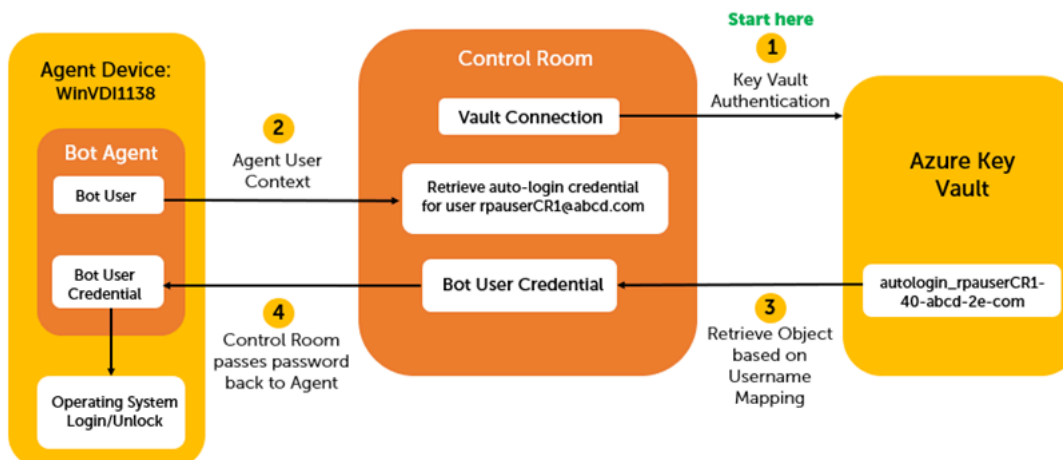 Agent Device:
WinVDI1138
Bot Agent
Bot User
Bot User
Credential
Operating System
Login/Unlock
2
Agent User
Context
4
Control Room
passes password
back to Agent
Control Room
Vault Connection
Retrieve auto-login credential
for user rpauserCR1@abcd.com
Bot User Credential
Start here
1
Key Vault
Authentication
3
Retrieve Object
based on
Username
Mapping
Azure Key
Vault
autologin_rpauserCR1-
40-abcd-2e-com